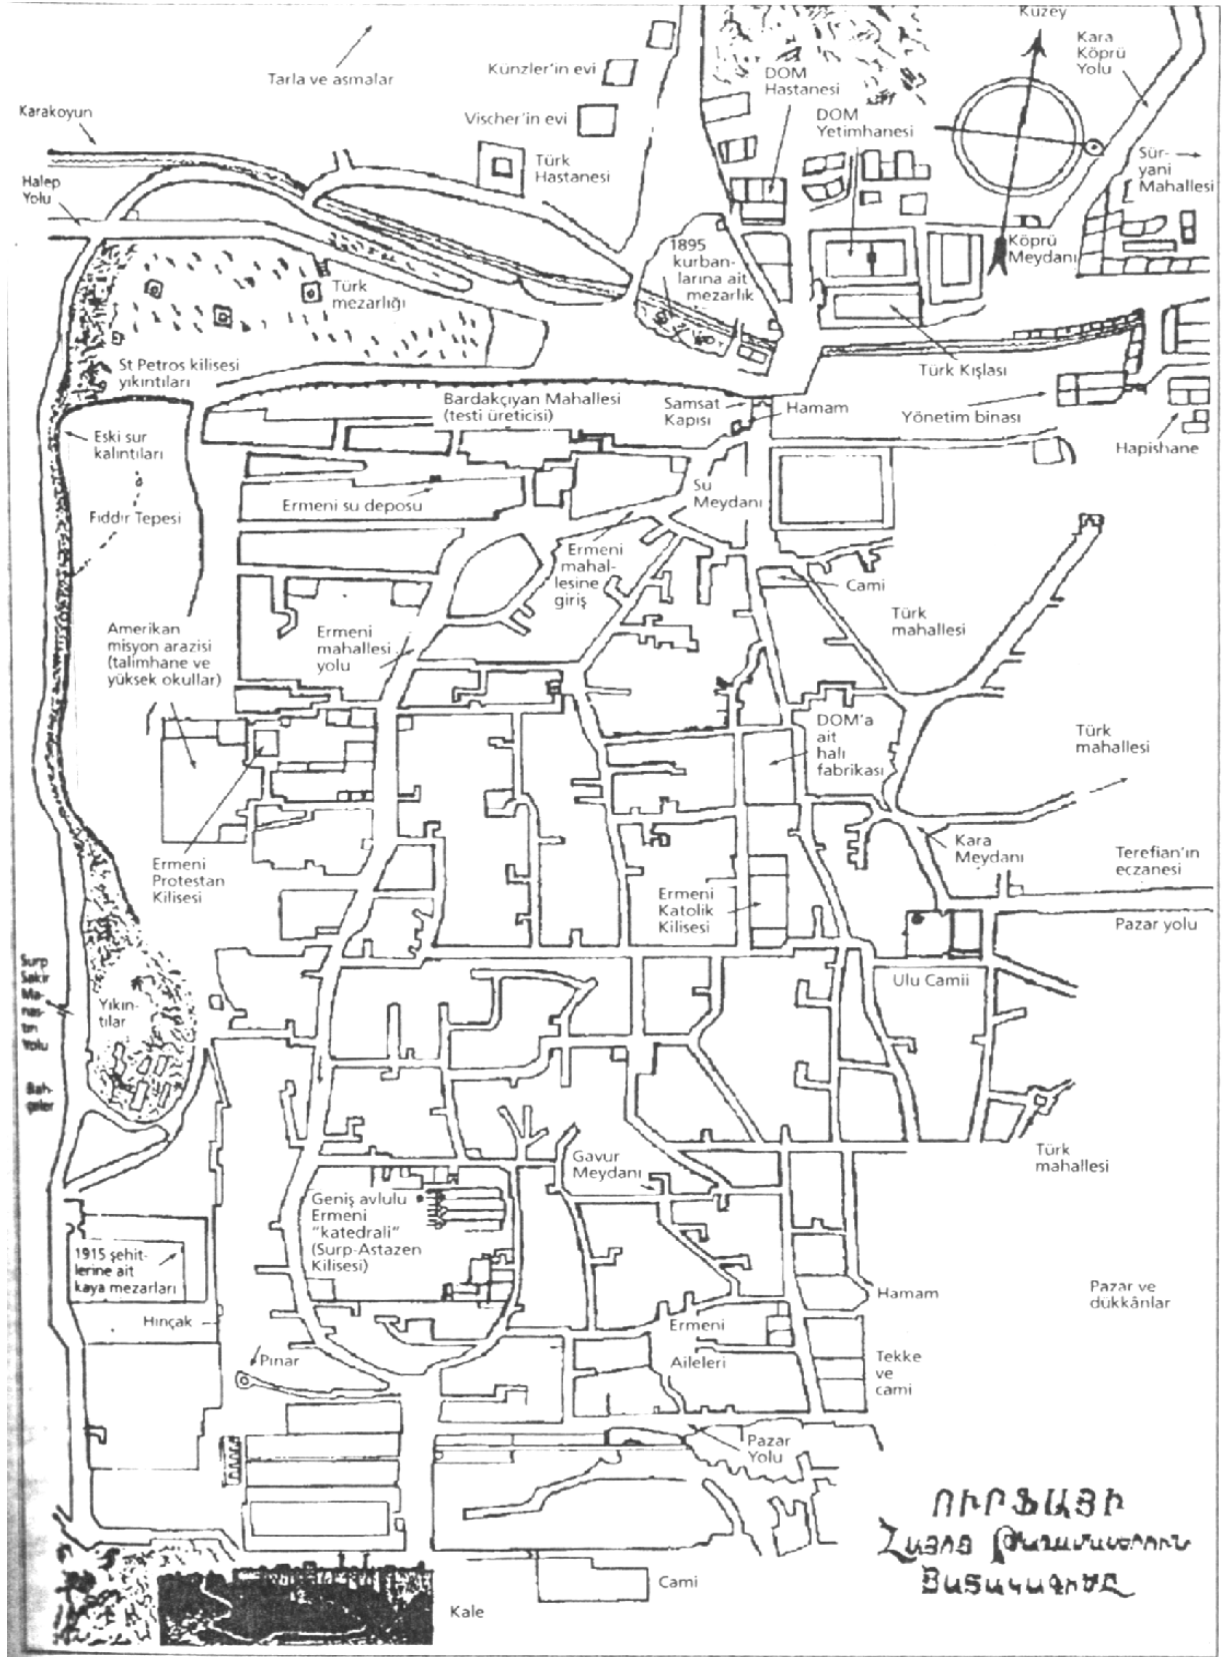 Kuzey
Kara
Köprü
Yolu
Tarla ve asmalar
Künzler'in evi
DOM
Hastanesi
Vischer'in evi
DOM
Yetimhanesi
Karakoyun
Türk
Hastanesi
Sür-
yani
Mahallesi
Halep
Yolu
1895
kurban-
larına ait
mezarlık
Köprü
Meydanı
Türk
mezarlığı
St Petros kilisesi
yıkıntıları
Türk Kışlası
Bardakçıyan Mahallesi
(testi üreticisi)
Samsat
Kapısı
Hamam
Yönetim binası
Hapishane
Eski sur
kalıntıları
Su
Meydanı
Ermeni su deposu
Fıddır Tepesi
Ermeni
mahal-
lesine
giriş
Cami
Türk
mahallesi
Amerikan
misyon arazisi
(talimhane ve
yüksek okullar)
Ermeni
mahallesi
yolu
DOM'a
ait
halı
fabrikası
Türk
mahallesi
Kara
Meydanı
Terefian'ın
eczanesi
Ermeni
Protestan
Kilisesi
Ermeni
Katolik
Kilisesi
Pazar yolu
Surp
Sakir
Ma-
nas-
tırı
Yolu
Ulu Camii
Yıkın-
tılar
Bah-
çeler
Gavur
Meydanı
Türk
mahallesi
Geniş avlulu
Ermeni
"katedrali"
(Surp-Astazen
Kilisesi)
1915 şehit-
lerine ait
kaya mezarları
Hamam
Pazar ve
dükkânlar
Hınçak
Ermeni
Aileleri
Pınar
Tekke
ve
cami
Pazar
Yolu
ՈՒՐՖԱՅԻ
Հայոց Թաղամասերուն
Յատակագիծը
Cami
Kale